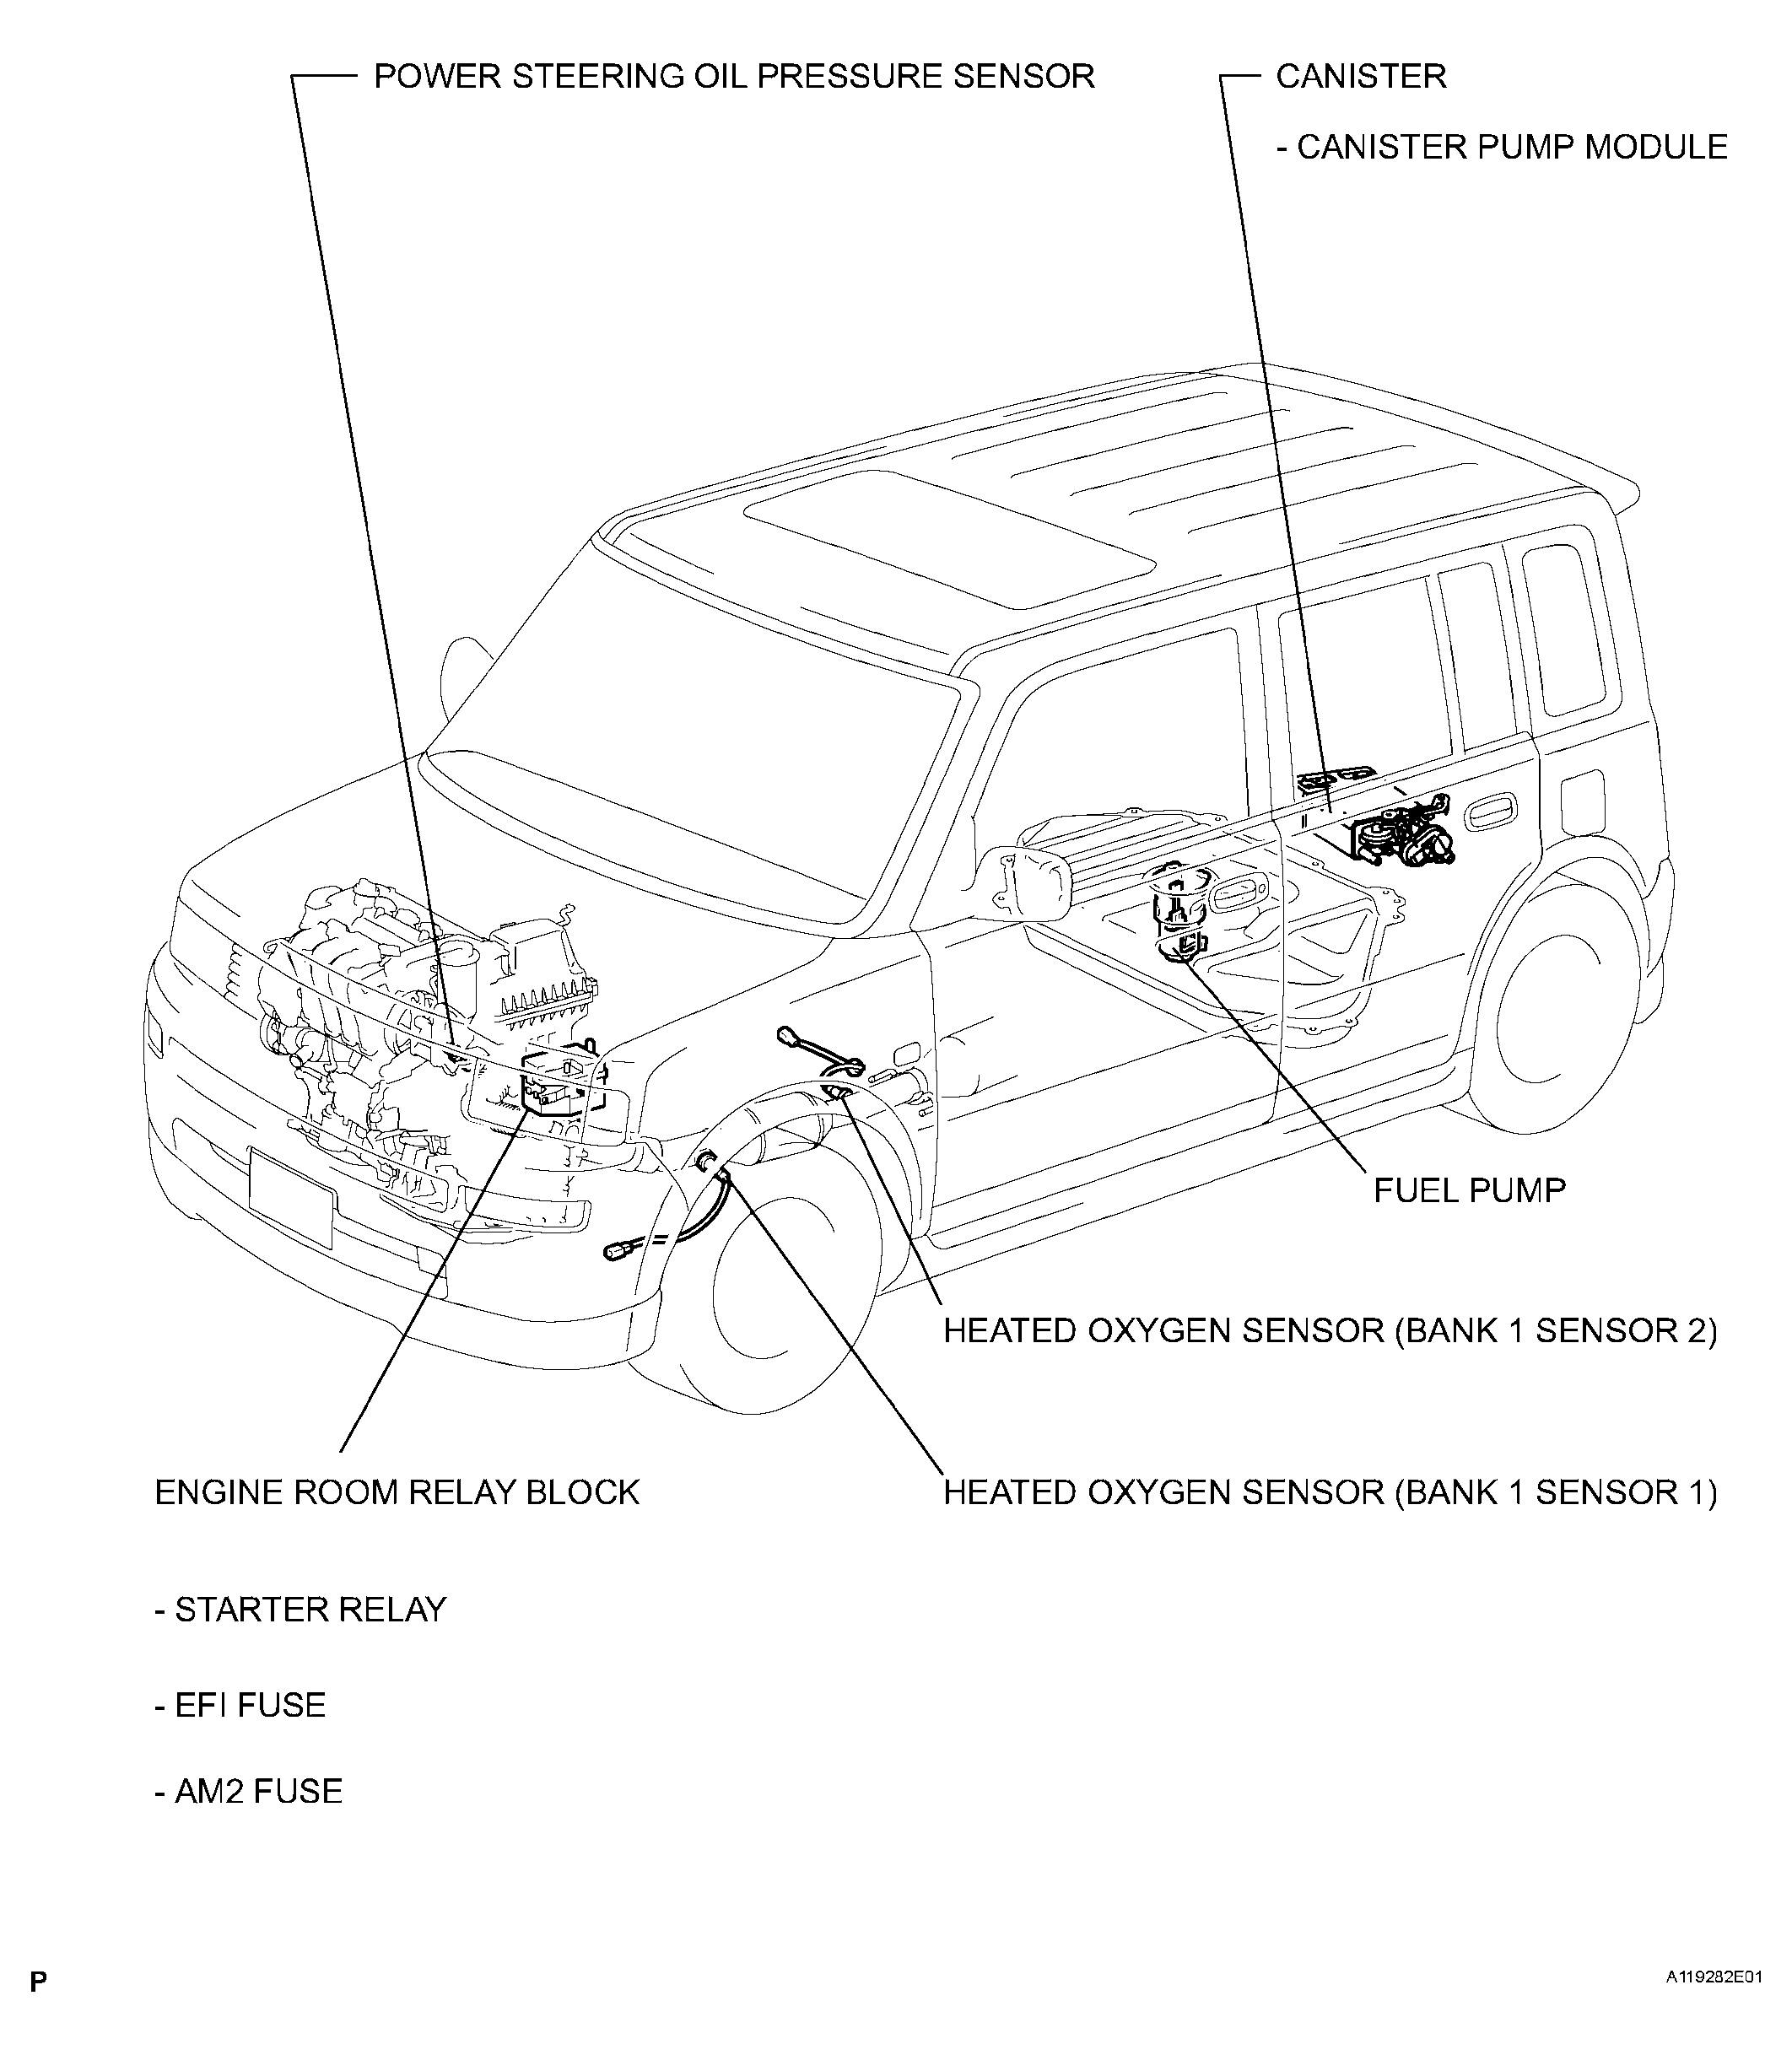 POWER STEERING OIL PRESSURE SENSOR
CANISTER
- CANISTER PUMP MODULE
FUEL PUMP
HEATED OXYGEN SENSOR (BANK 1 SENSOR 2)
ENGINE ROOM RELAY BLOCK
HEATED OXYGEN SENSOR (BANK 1 SENSOR 1)
- STARTER RELAY
- EFI FUSE
- AM2 FUSE
P
A119282E01